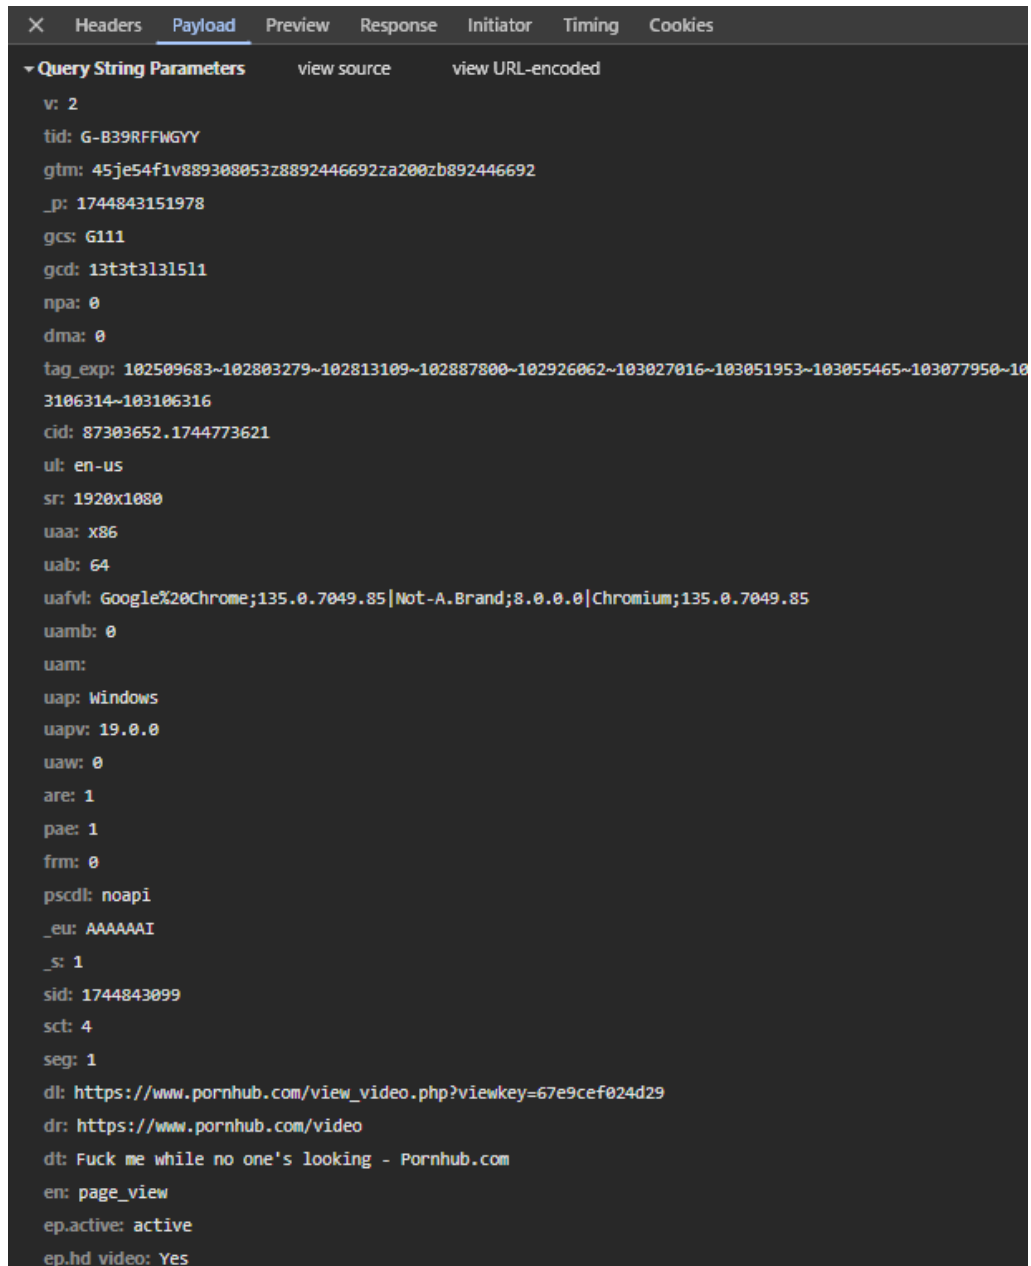 Headers Payload Preview Response Initiator Timing Cookies
Query String Parameters view source view URL-encoded
v: 2
tid: G-B39RFFWGYY
gtm: 45je54f1v889308053z8892446692za200zb892446692
_p: 1744843151978
gcs: G111
gcd: 13t3t3l3l5l1
npa: 0
dma: 0
tag_exp: 102509683~102803279~102813109~102887800~102926062~103027016~103051953~103055465~103077950~10
3106314~103106316
cid: 87303652.1744773621
ul: en-us
sr: 1920x1080
uaa: x86
uab: 64
uafvl: Google%20Chrome;135.0.7049.85|Not-A.Brand;8.0.0.0|Chromium;135.0.7049.85
uamb: 0
uam:
uap: Windows
uapv: 19.0.0
uaw: 0
are: 1
pae: 1
frm: 0
pscdl: noapi
_eu: AAAAAAI
_s: 1
sid: 1744843099
sct: 4
seg: 1
dl: https://www.pornhub.com/view_video.php?viewkey=67e9cef024d29
dr: https://www.pornhub.com/video
dt: Fuck me while no one's looking - Pornhub.com
en: page_view
ep.active: active
ep.hd_video: Yes